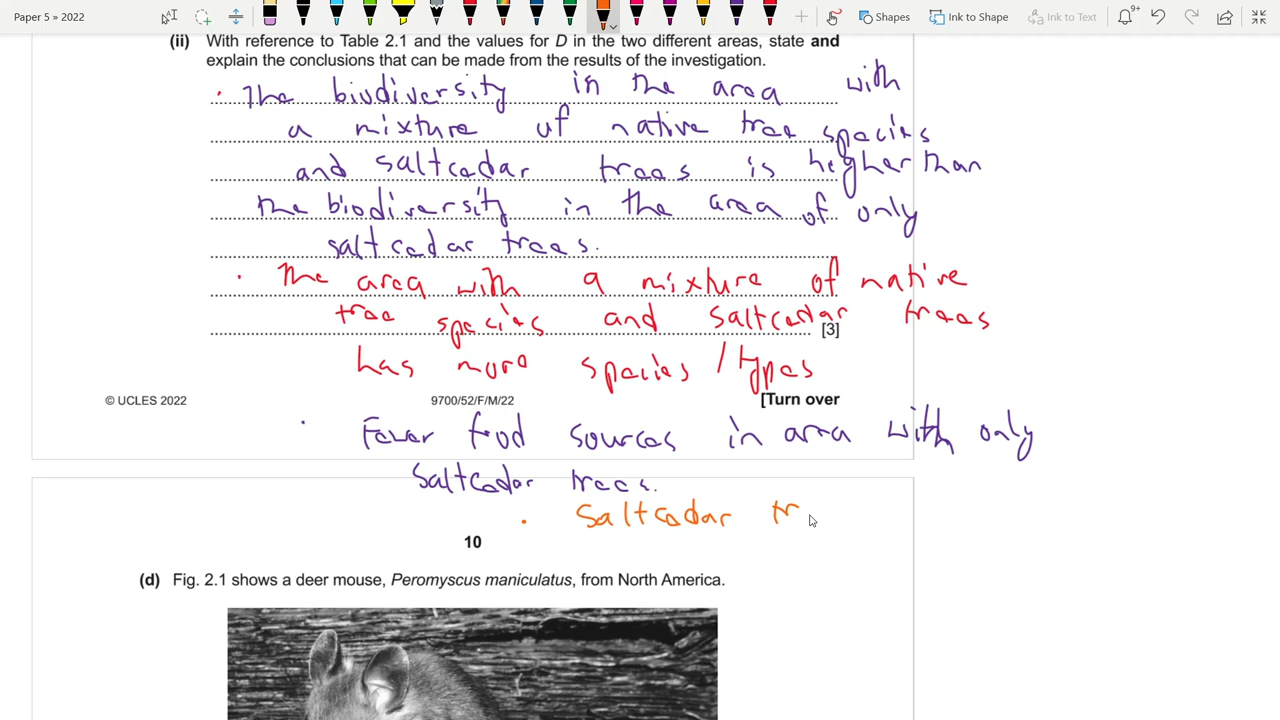 Paper 5 » 2022
Shapes
Ink to Shape
Ink to Text
9+
(ii) With reference to Table 2.1 and the values for D in the two different areas, state and
explain the conclusions that can be made from the results of the investigation.
• The biodiversity in the area with
a mixture of native tree species
and saltcedar trees is higher than
the biodiversity in the area of only
saltcedar trees.
• The area with a mixture of native
tree species and saltcedar trees
[3]
has more species / types
© UCLES 2022 9700/52/F/M/22 [Turn over
• Fewer food sources in area with only
saltcedar trees.
• Saltcedar tr
10
(d) Fig. 2.1 shows a deer mouse, Peromyscus maniculatus, from North America.